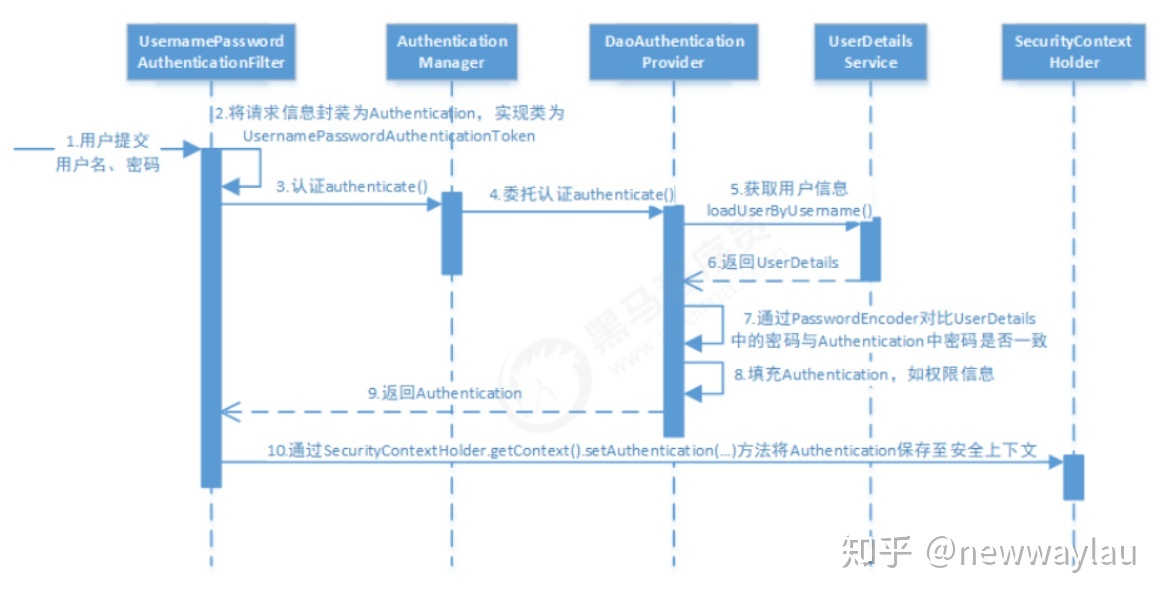 UsernamePassword
AuthenticationFilter
Authentication
Manager
DaoAuthentication
Provider
UserDetails
Service
SecurityContext
Holder
2.将请求信息封装为Authentication，实现类为
UsernamePasswordAuthenticationToken
1.用户提交
用户名、密码
3.认证authenticate()
4.委托认证authenticate()
5.获取用户信息
loadUserByUsername()
6.返回UserDetails
7.通过PasswordEncoder对比UserDetails
中的密码与Authentication中密码是否一致
8.填充Authentication，如权限信息
9.返回Authentication
10.通过SecurityContextHolder.getContext().setAuthentication(...)方法将Authentication保存至安全上下文
知乎 @newwaylau